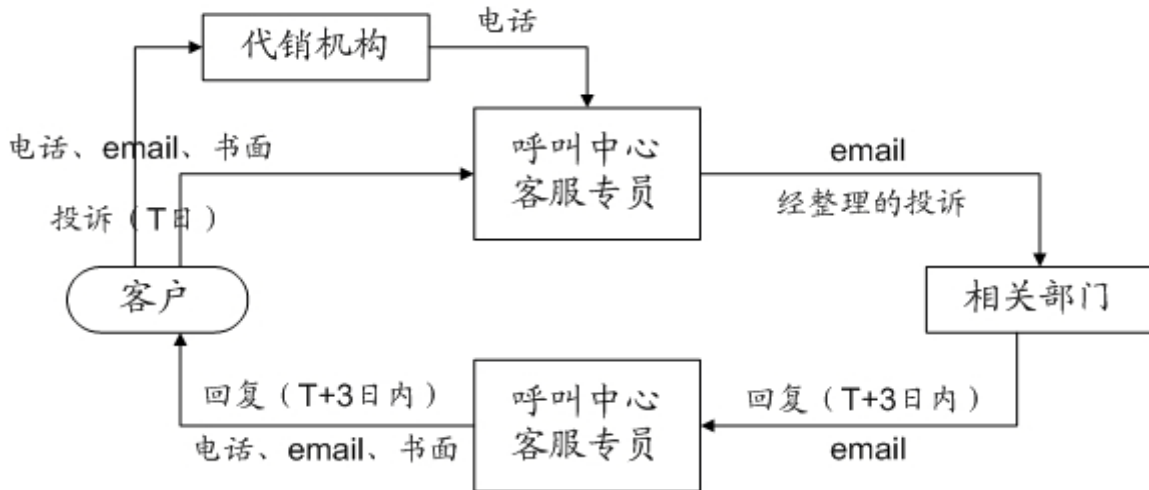 代销机构
电话
电话、email、书面
呼叫中心
客服专员
email
经整理的投诉
投诉（T日）
客户
相关部门
回复（T+3日内）
电话、email、书面
呼叫中心
客服专员
回复（T+3日内）
email